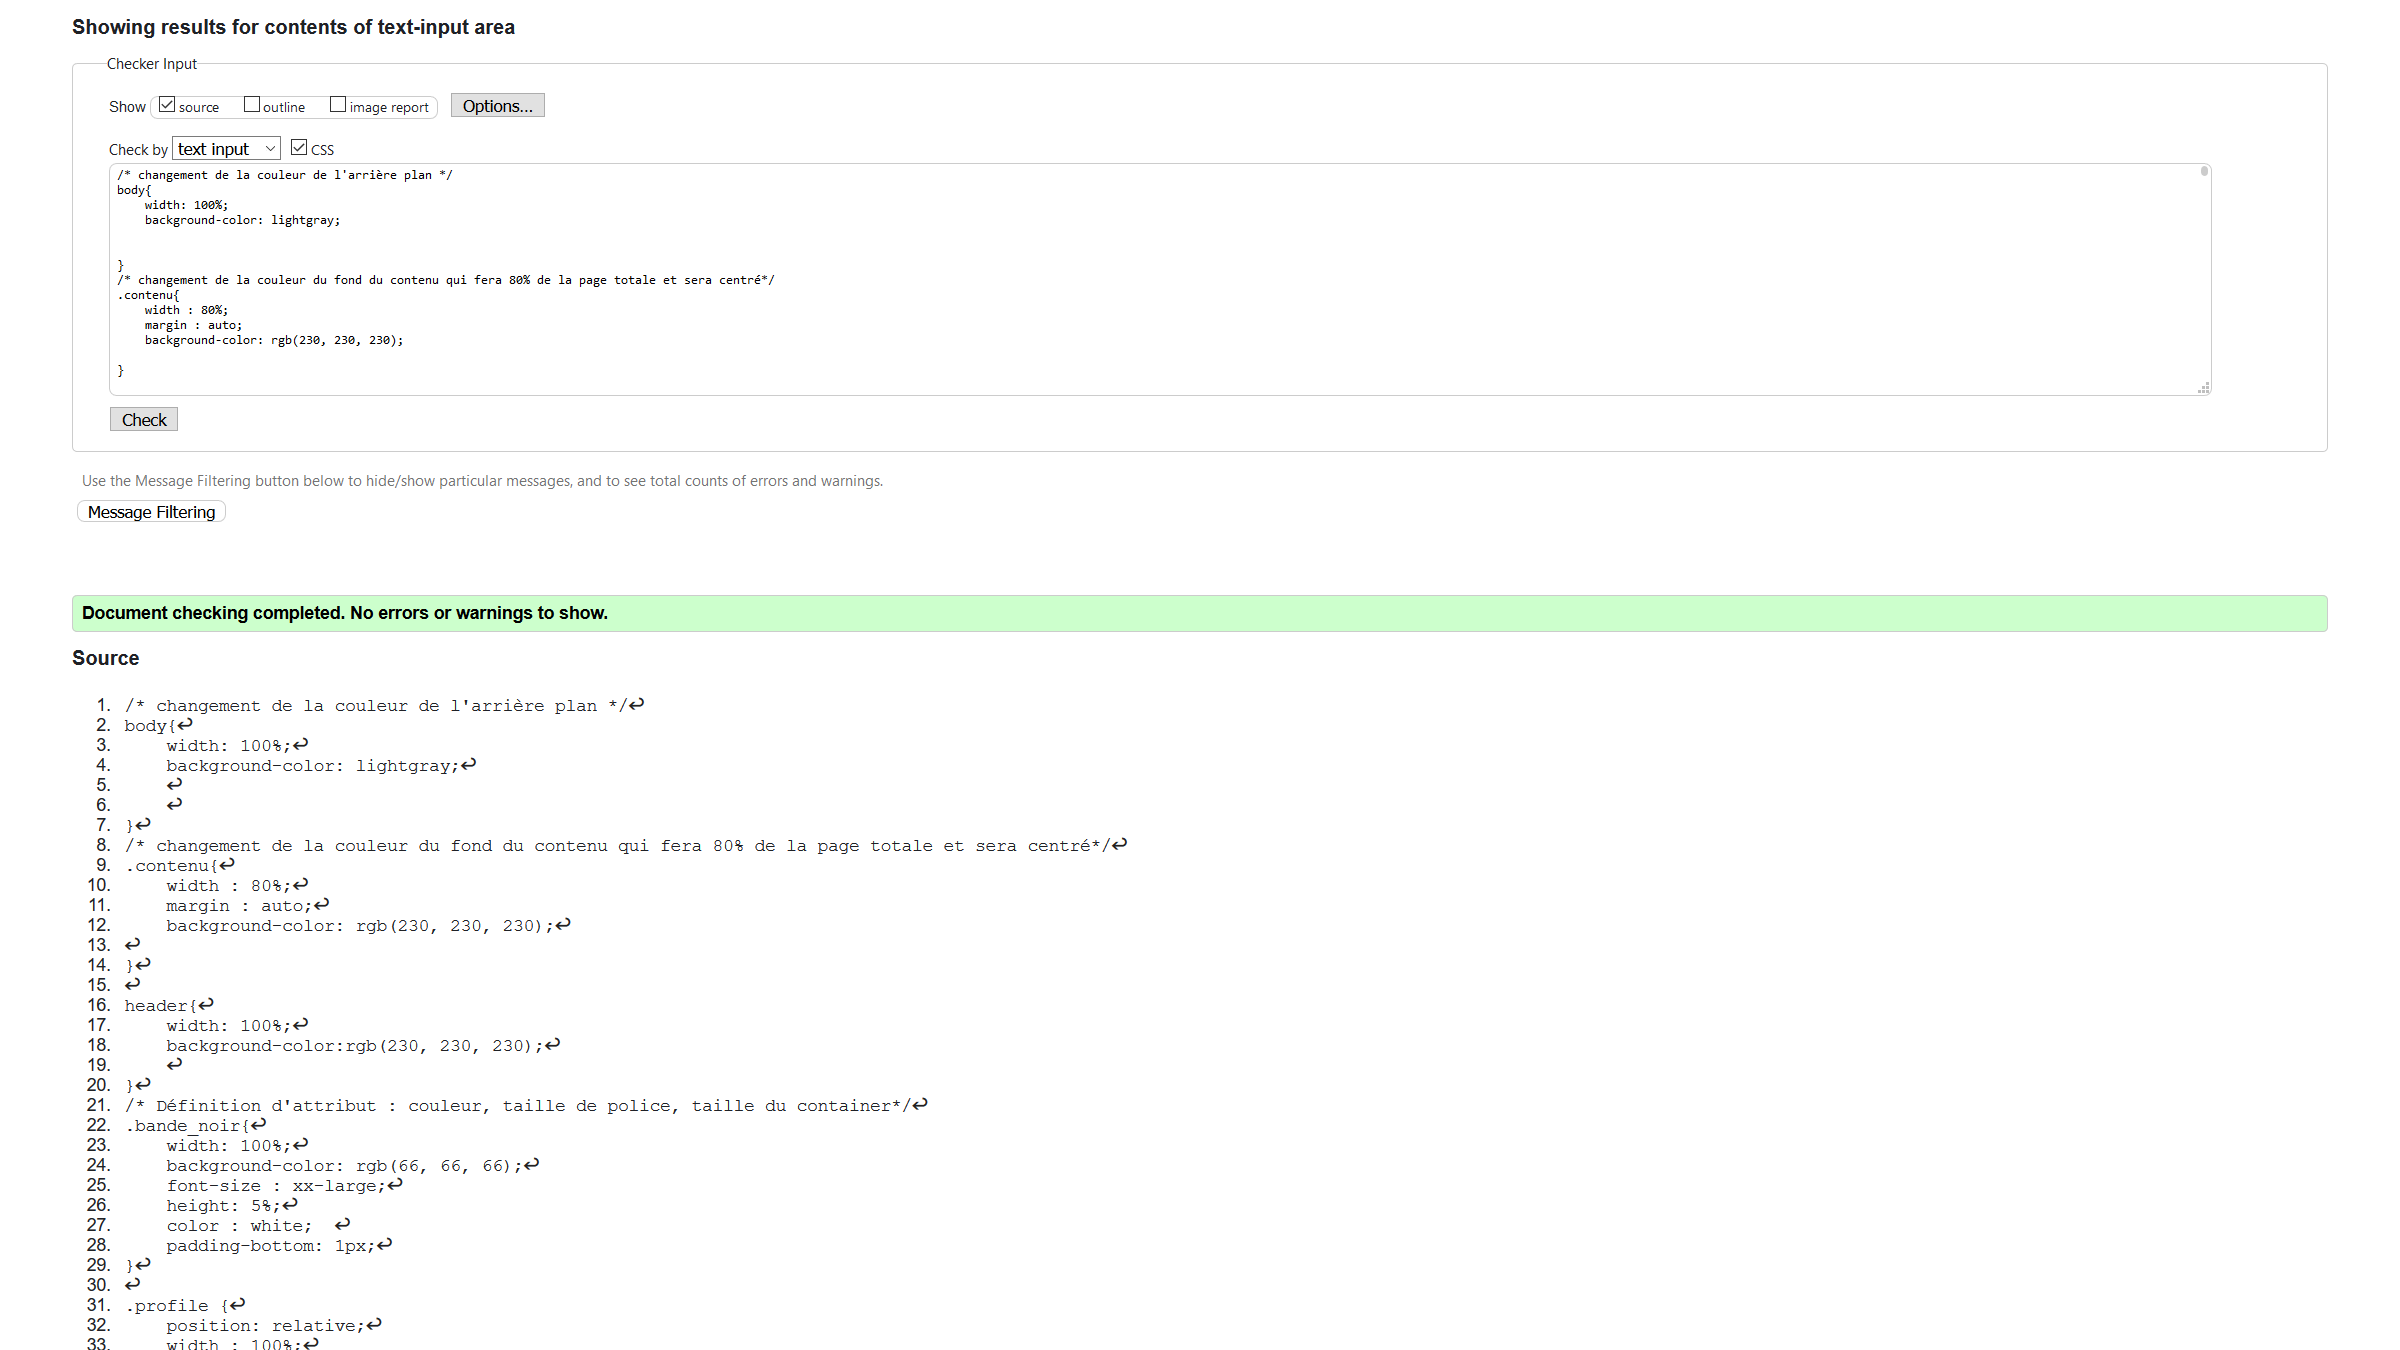 Showing results for contents of text-input area
Checker Input
Show source outline image report Options...
Check by text input CSS
/* changement de la couleur de l'arrière plan */
body{
width: 100%;
background-color: lightgray;
}
/* changement de la couleur du fond du contenu qui fera 80% de la page totale et sera centré*/
.contenu{
width : 80%;
margin : auto;
background-color: rgb(230, 230, 230);
}
Check
Use the Message Filtering button below to hide/show particular messages, and to see total counts of errors and warnings.
Message Filtering
Document checking completed. No errors or warnings to show.
Source
1. /* changement de la couleur de l'arrière plan */↩
2. body{↩
3. width: 100%;↩
4. background-color: lightgray;↩
5. ↩
6. ↩
7. }↩
8. /* changement de la couleur du fond du contenu qui fera 80% de la page totale et sera centré*/↩
9. .contenu{↩
10. width : 80%;↩
11. margin : auto;↩
12. background-color: rgb(230, 230, 230);↩
13. ↩
14. }↩
15. ↩
16. header{↩
17. width: 100%;↩
18. background-color:rgb(230, 230, 230);↩
19. ↩
20. }↩
21. /* Définition d'attribut : couleur, taille de police, taille du container*/↩
22. .bande_noir{↩
23. width: 100%;↩
24. background-color: rgb(66, 66, 66);↩
25. font-size : xx-large;↩
26. height: 5%;↩
27. color : white; ↩
28. padding-bottom: 1px;↩
29. }↩
30. ↩
31. .profile {↩
32. position: relative;↩
33. width : 100%;↩